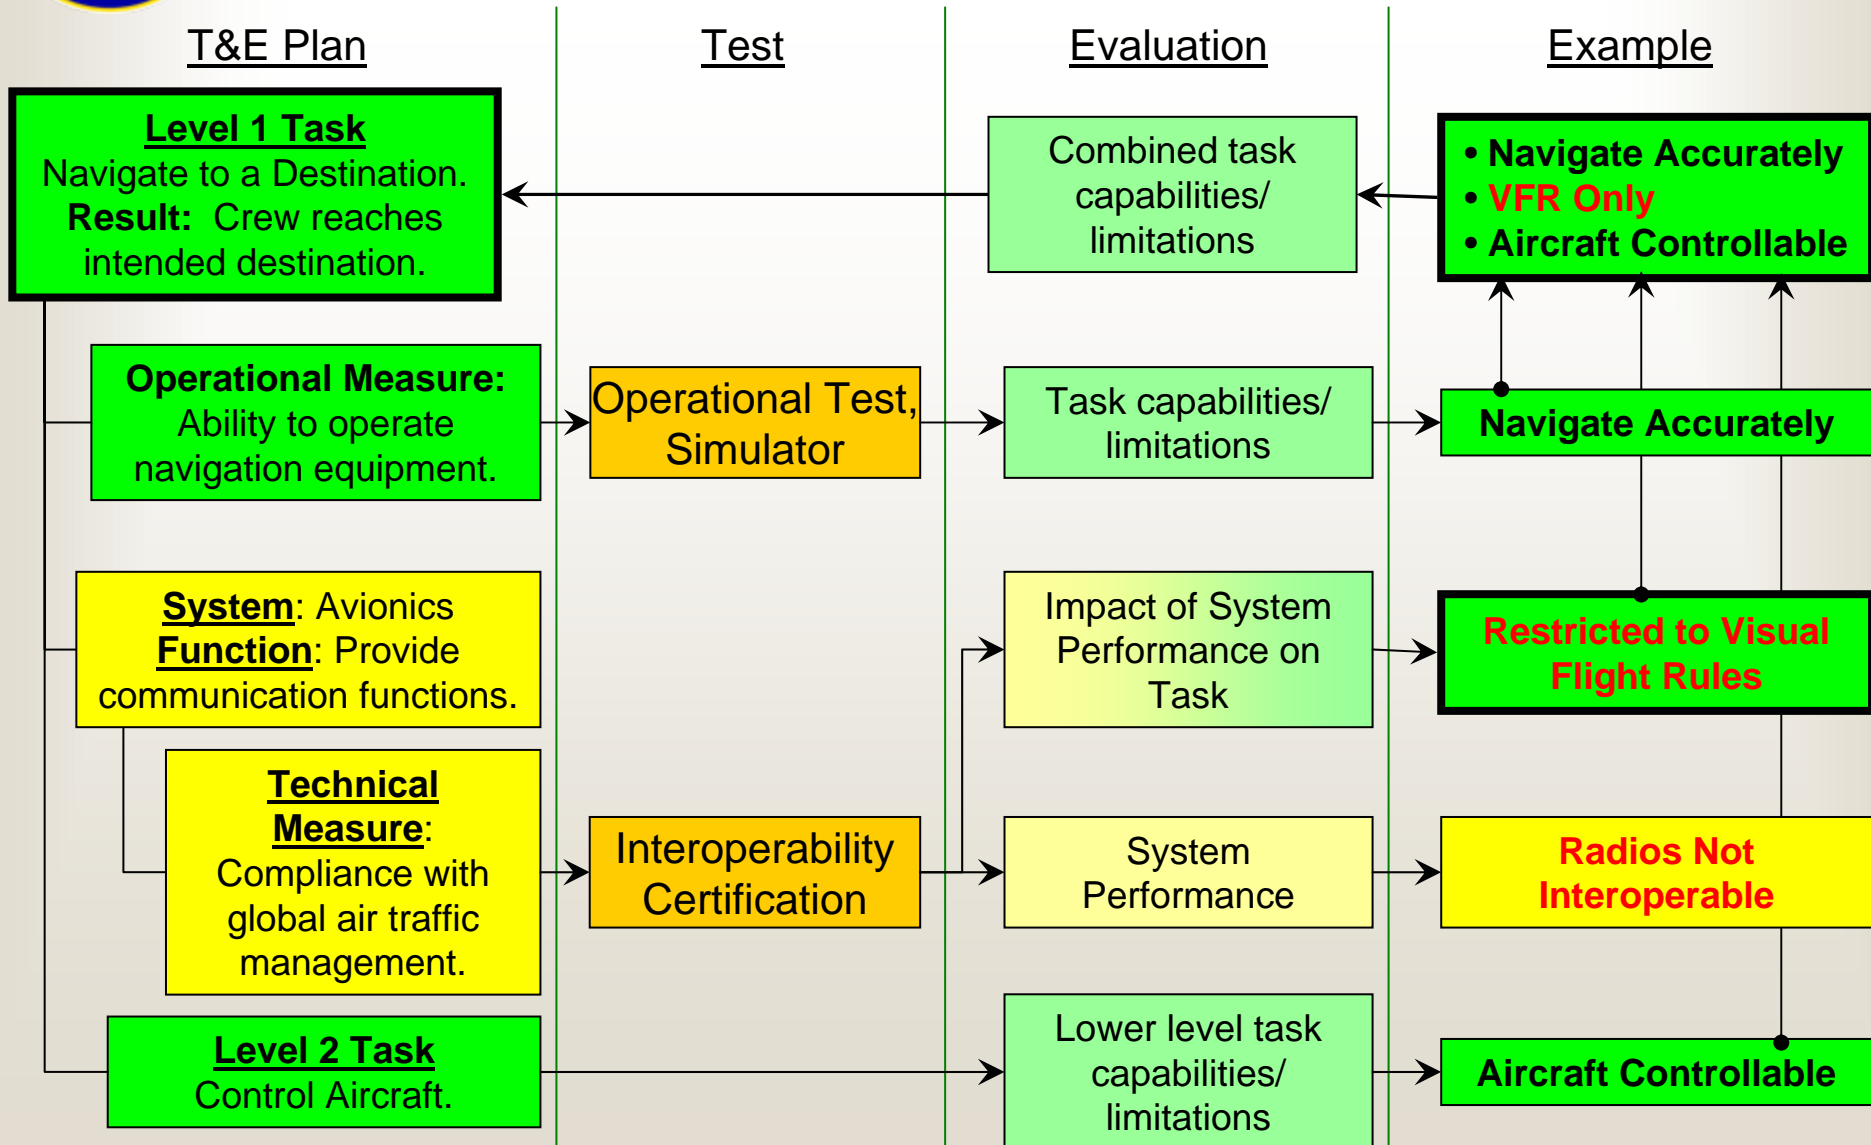 T&E Plan
Test
Evaluation
Example
Level 1 Task
Navigate to a Destination.
Result: Crew reaches
intended destination.
Combined task
capabilities/
limitations
• Navigate Accurately
• VFR Only
• Aircraft Controllable
Operational Measure:
Ability to operate
navigation equipment.
Operational Test,
Simulator
Task capabilities/
limitations
Navigate Accurately
System: Avionics
Function: Provide
communication functions.
Impact of System
Performance on
Task
Restricted to Visual
Flight Rules
Technical
Measure:
Compliance with
global air traffic
management.
Interoperability
Certification
System
Performance
Radios Not
Interoperable
Level 2 Task
Control Aircraft.
Lower level task
capabilities/
limitations
Aircraft Controllable